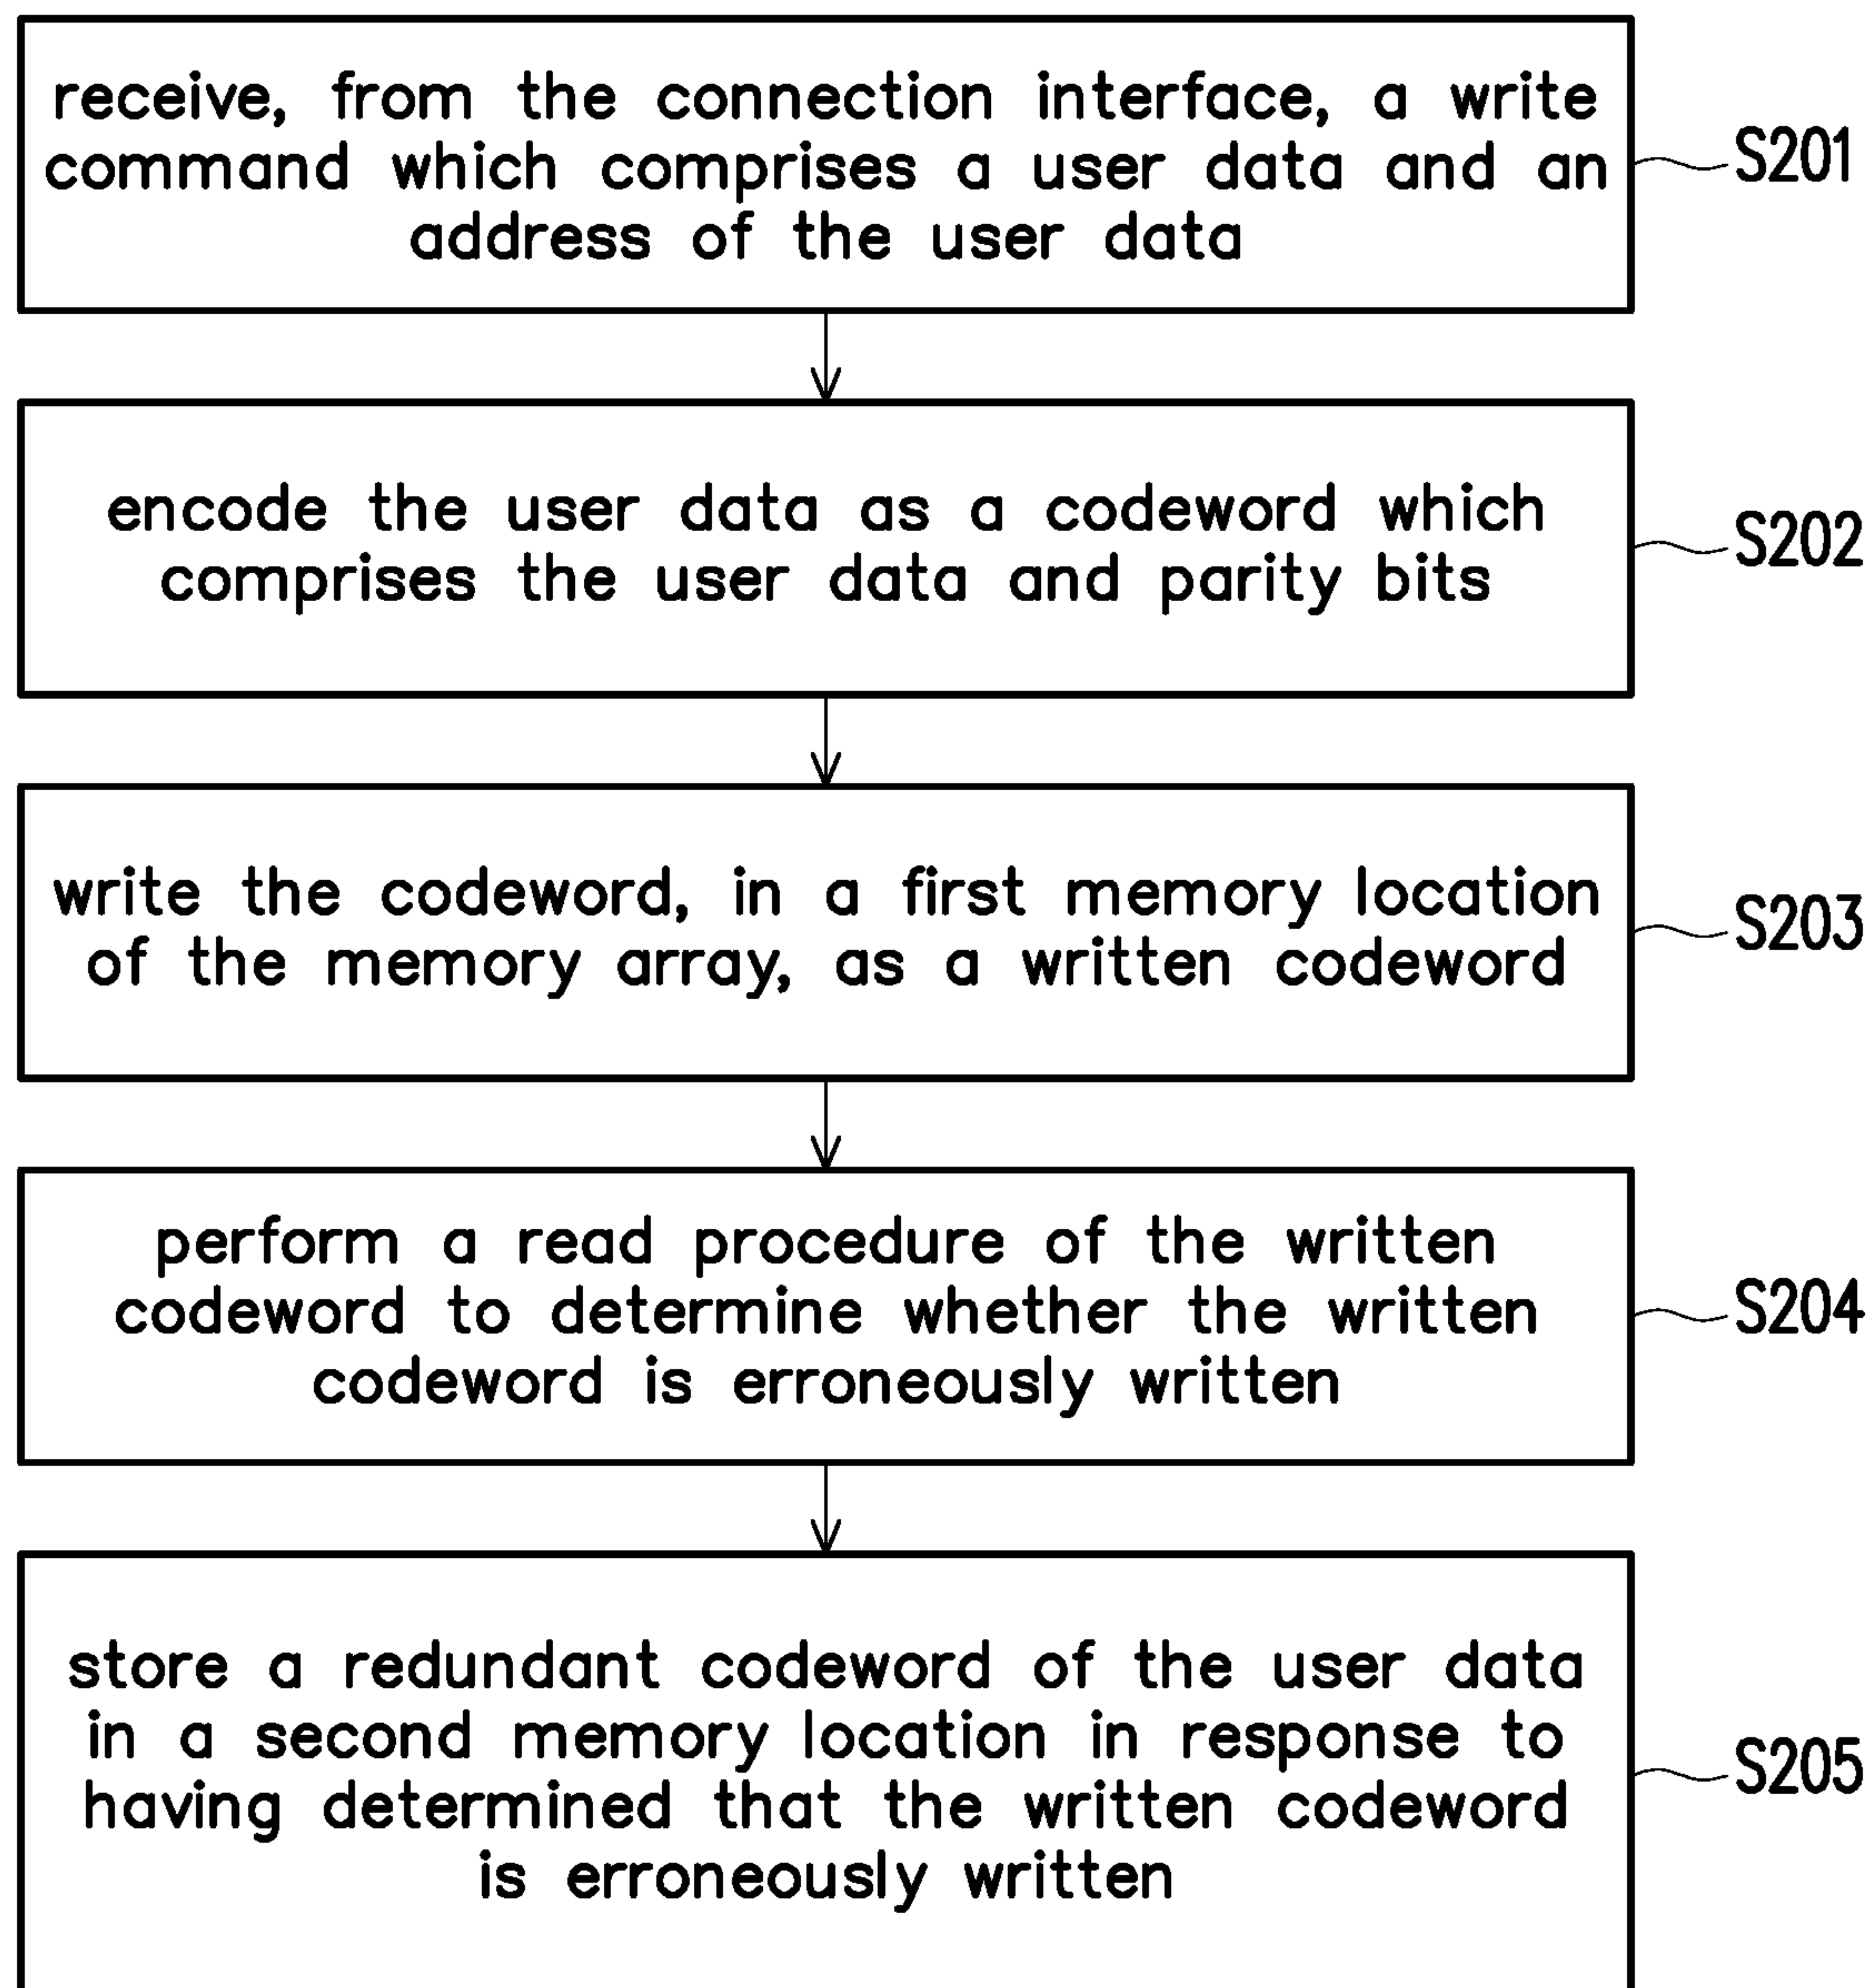 receive, from the connection interface, a write
command which comprises a user data and an
address of the user data
S201
encode the user data as a codeword which
comprises the user data and parity bits
S202
write the codeword, in a first memory location
of the memory array, as a written codeword
S203
perform a read procedure of the written
codeword to determine whether the written
codeword is erroneously written
S204
store a redundant codeword of the user data
in a second memory location in response to
having determined that the written codeword
is erroneously written
S205